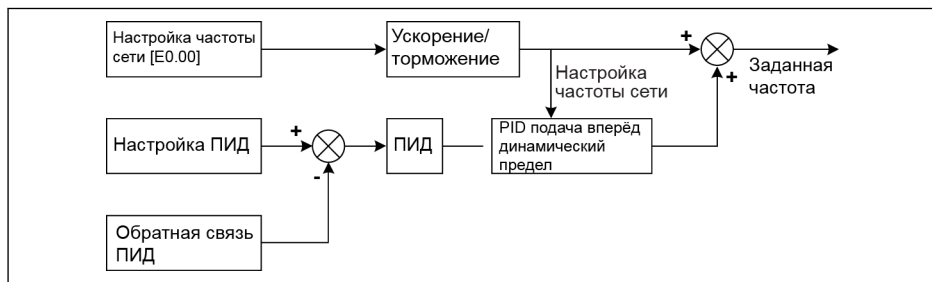 Настройка частоты
сети [E0.00]
Ускорение/
торможение
+
+
Заданная
частота
Настройка
частоты сети
Настройка ПИД
+
-
ПИД
PID подача вперёд
динамический
предел
Обратная связь
ПИД